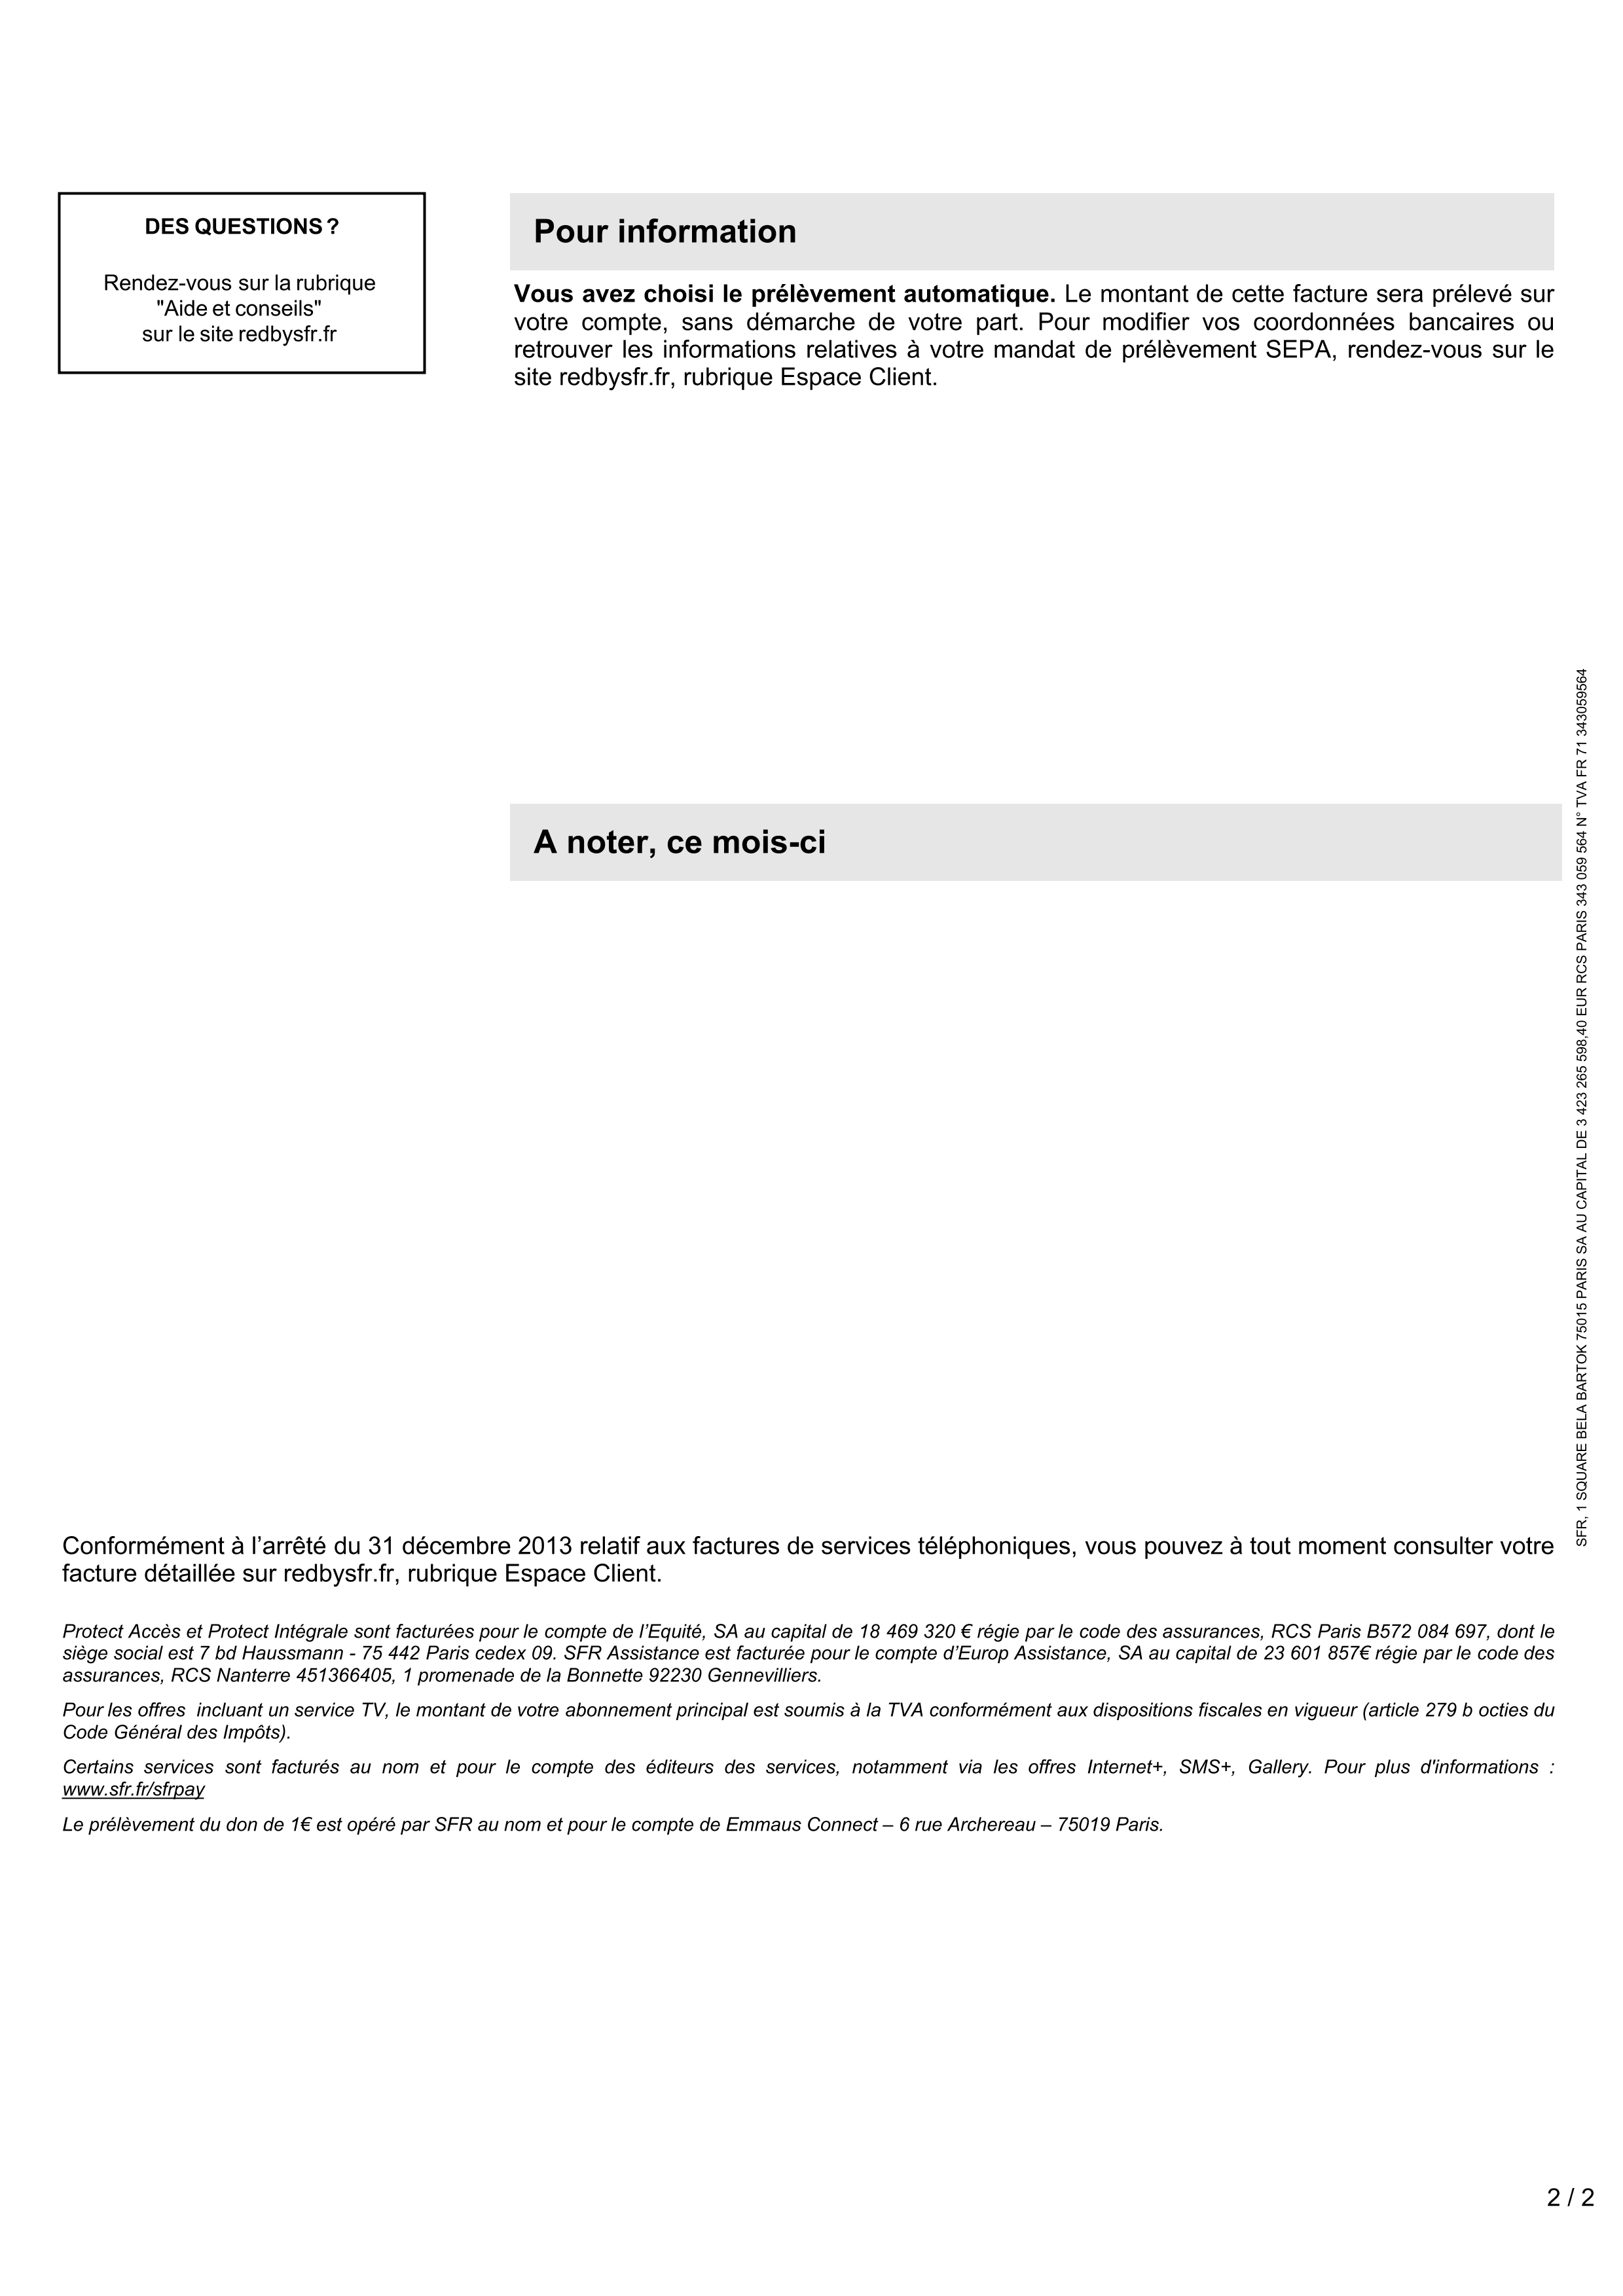 DES QUESTIONS ?
Rendez-vous sur la rubrique
"Aide et conseils"
sur le site redbysfr.fr
Pour information
Vous avez choisi le prélèvement automatique. Le montant de cette facture sera prélevé sur
votre compte, sans démarche de votre part. Pour modifier vos coordonnées bancaires ou
retrouver les informations relatives à votre mandat de prélèvement SEPA, rendez-vous sur le
site redbysfr.fr, rubrique Espace Client.
A noter, ce mois-ci
SFR, 1 SQUARE BELA BARTOK 75015 PARIS SA AU CAPITAL DE 3 423 265 598,40 EUR RCS PARIS 343 059 564 N° TVA FR 71 343059564
Conformément à l’arrêté du 31 décembre 2013 relatif aux factures de services téléphoniques, vous pouvez à tout moment consulter votre
facture détaillée sur redbysfr.fr, rubrique Espace Client.
Protect Accès et Protect Intégrale sont facturées pour le compte de l’Equité, SA au capital de 18 469 320 € régie par le code des assurances, RCS Paris B572 084 697, dont le
siège social est 7 bd Haussmann - 75 442 Paris cedex 09. SFR Assistance est facturée pour le compte d’Europ Assistance, SA au capital de 23 601 857€ régie par le code des
assurances, RCS Nanterre 451366405, 1 promenade de la Bonnette 92230 Gennevilliers.
Pour les offres incluant un service TV, le montant de votre abonnement principal est soumis à la TVA conformément aux dispositions fiscales en vigueur (article 279 b octies du
Code Général des Impôts).
Certains services sont facturés au nom et pour le compte des éditeurs des services, notamment via les offres Internet+, SMS+, Gallery. Pour plus d'informations :
www.sfr.fr/sfrpay
Le prélèvement du don de 1€ est opéré par SFR au nom et pour le compte de Emmaus Connect – 6 rue Archereau – 75019 Paris.
2 / 2